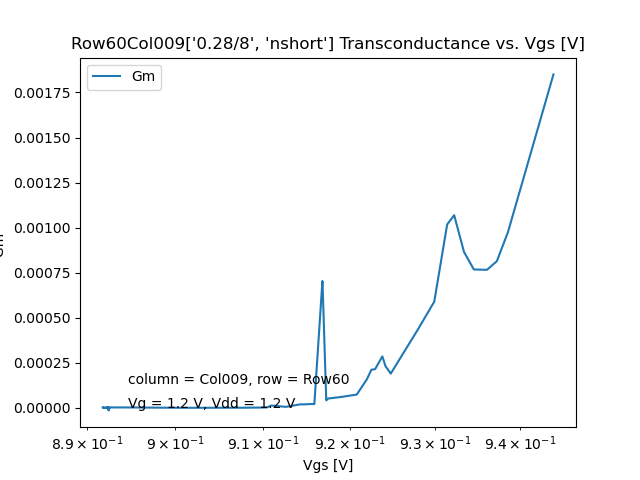 Row60Col009['0.28/8', 'nshort'] Transconductance vs. Vgs [V]
Gm
0.00175
0.00150
0.00125
0.00100
0.00075
0.00050
0.00025
0.00000
Gm
column = Col009, row = Row60
Vg = 1.2 V, Vdd = 1.2 V
8.9 × 10⁻¹ 9 × 10⁻¹ 9.1 × 10⁻¹ 9.2 × 10⁻¹ 9.3 × 10⁻¹ 9.4 × 10⁻¹
Vgs [V]